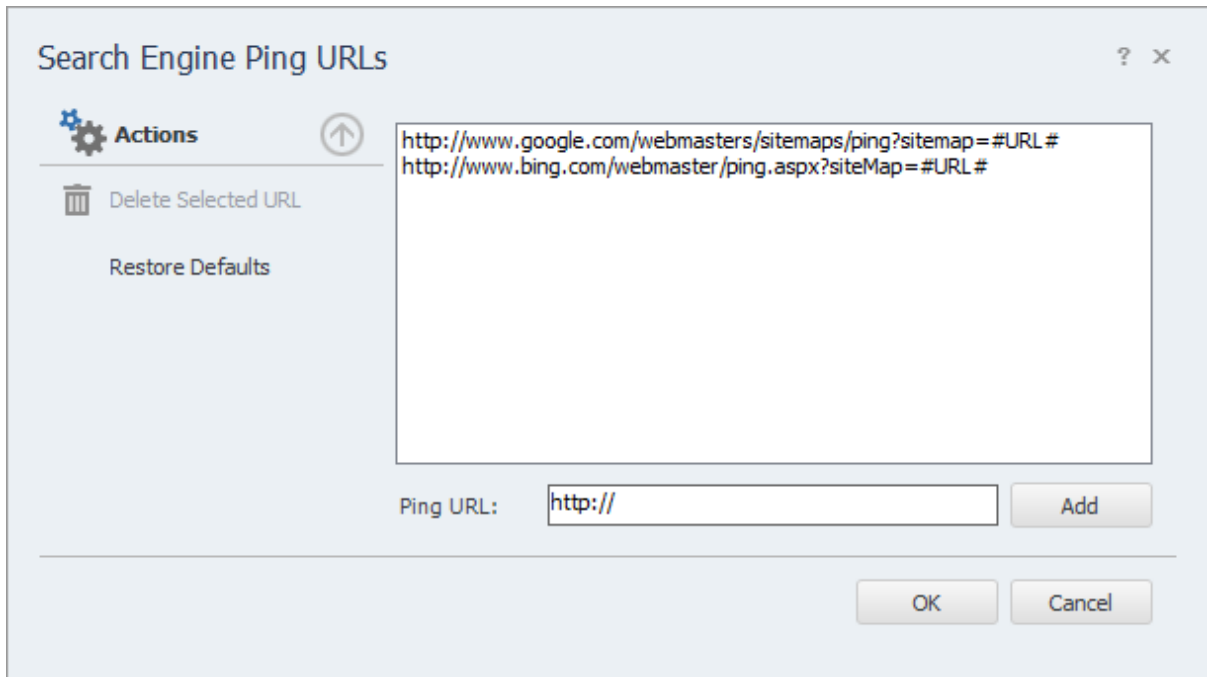 Search Engine Ping URLs
? ×
Actions
Delete Selected URL
Restore Defaults
http://www.google.com/webmasters/sitemaps/ping?sitemap=#URL#
http://www.bing.com/webmaster/ping.aspx?siteMap=#URL#
Ping URL:
http://
Add
OK
Cancel